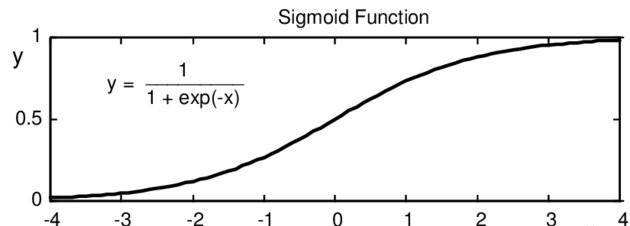 Sigmoid Function
1
y
y = 1
1 + exp(-x)
0.5
0
-4 -3 -2 -1 0 1 2 3 4